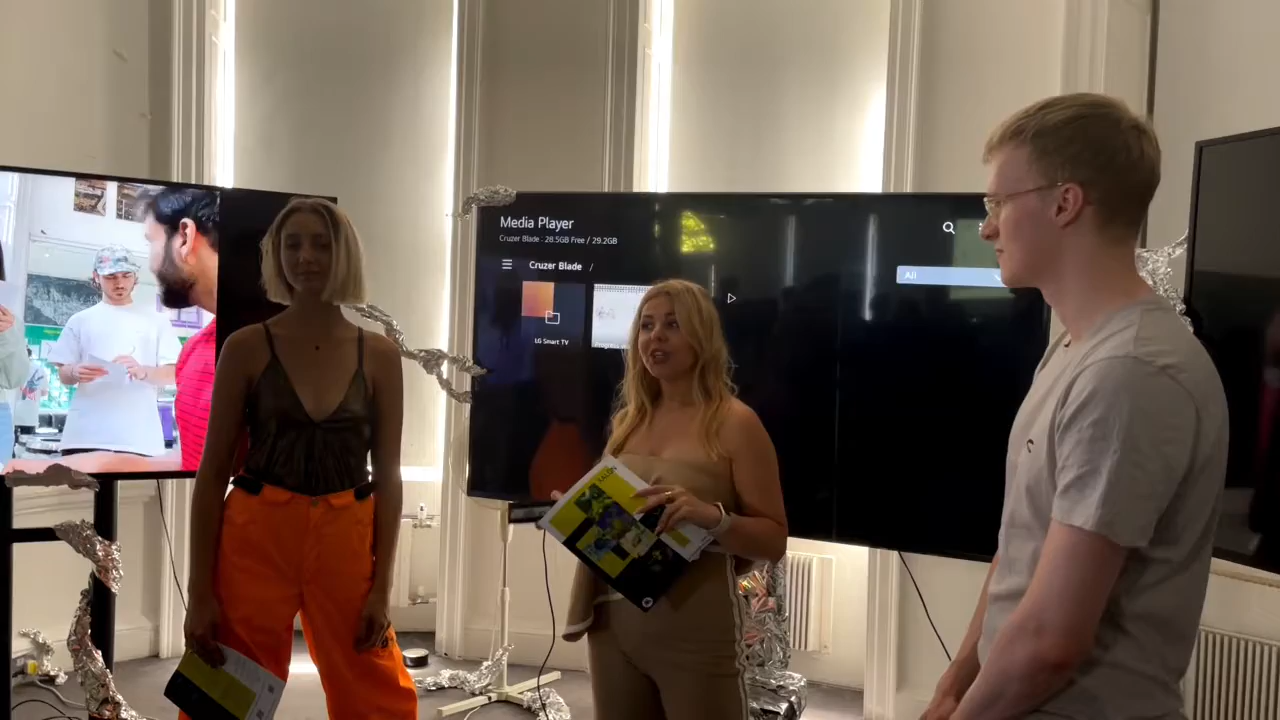 Media Player
Cruzer Blade : 28.5GB Free / 29.2GB
Cruzer Blade /
All
LG Smart TV